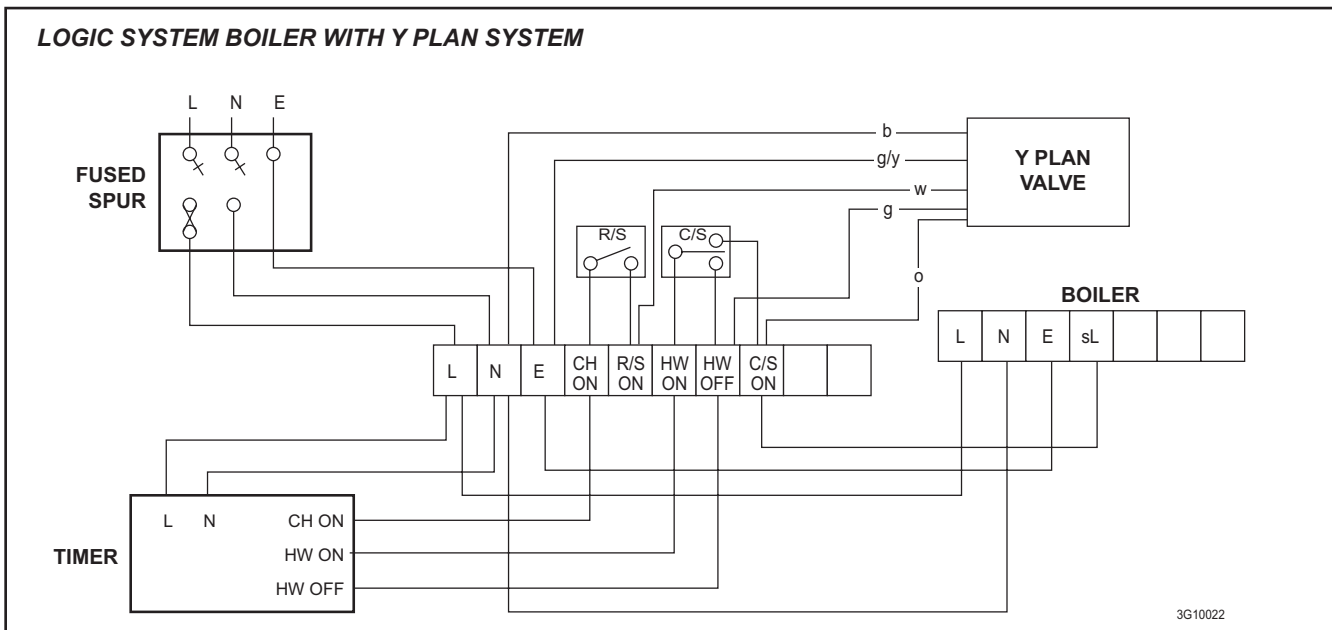 LOGIC SYSTEM BOILER WITH Y PLAN SYSTEM
L N E
FUSED
SPUR
b
g/y
w
g
o
Y PLAN
VALVE
R/S
C/S
BOILER
L N E sL
L N E CH ON R/S ON HW ON HW OFF C/S ON
TIMER
L N
CH ON
HW ON
HW OFF
3G10022